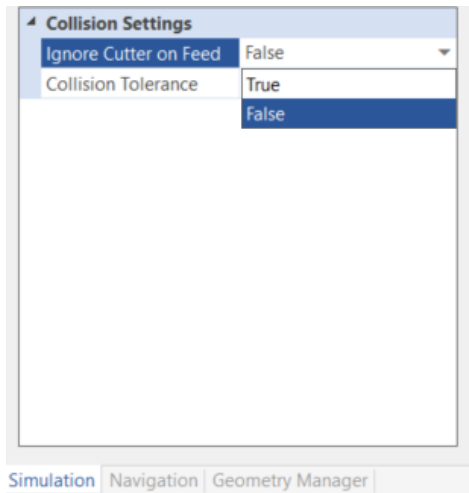 Collision Settings
Ignore Cutter on Feed False
Collision Tolerance True
False
Simulation Navigation Geometry Manager